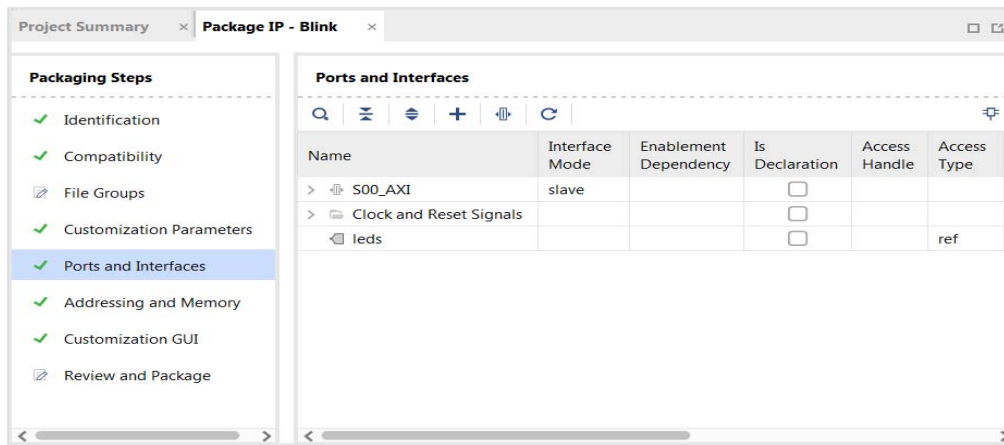 Project Summary × Package IP - Blink ×
Packaging Steps
Identification
Compatibility
File Groups
Customization Parameters
Ports and Interfaces
Addressing and Memory
Customization GUI
Review and Package
Ports and Interfaces
Name Interface Mode Enablement Dependency Is Declaration Access Handle Access Type
S00_AXI slave
Clock and Reset Signals
leds ref